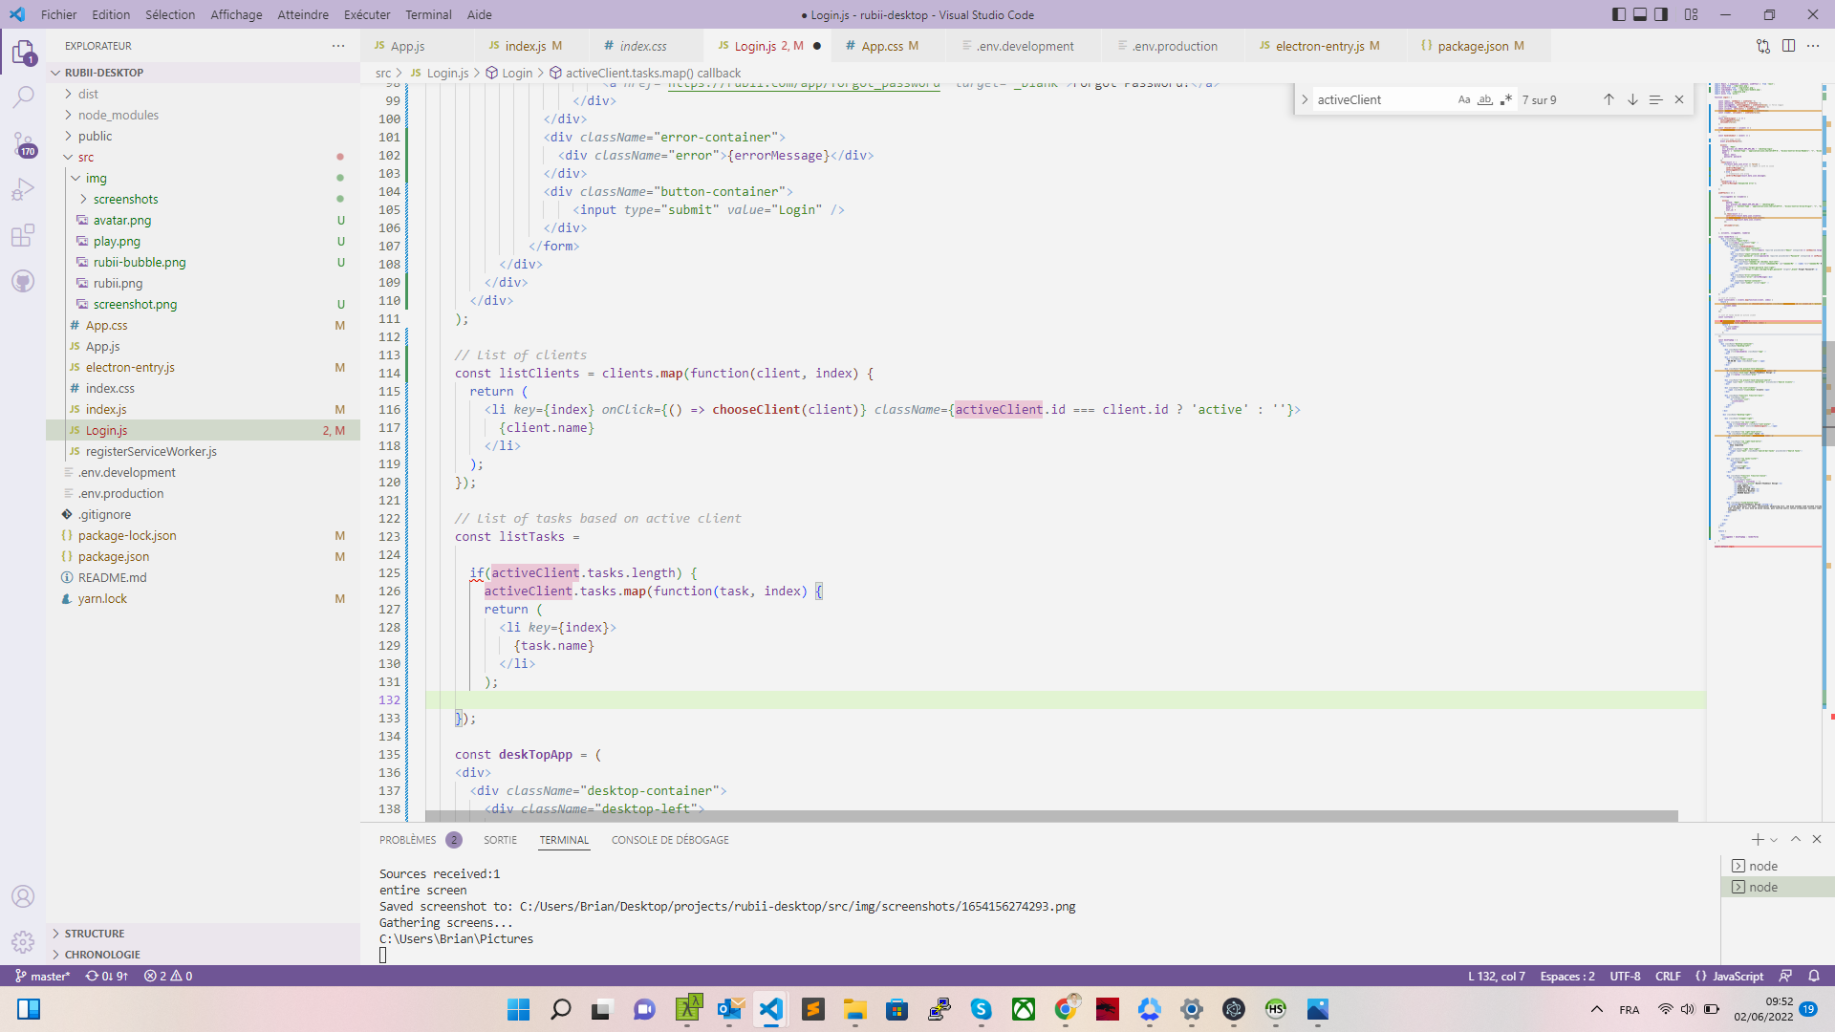 Fichier Edition Sélection Affichage Atteindre Exécuter Terminal Aide
● Login.js - rubii-desktop - Visual Studio Code
EXPLORATEUR
App.js
index.js M
index.css
Login.js 2, M
App.css M
.env.development
.env.production
electron-entry.js M
package.json M
RUBII-DESKTOP
src > Login.js > Login > activeClient.tasks.map() callback
dist
node_modules
public
src
img
screenshots
avatar.png U
play.png U
rubii-bubble.png U
rubii.png
screenshot.png U
App.css M
App.js
electron-entry.js M
index.css
index.js M
Login.js 2, M
registerServiceWorker.js
.env.development
.env.production
.gitignore
package-lock.json M
package.json M
README.md
yarn.lock M
STRUCTURE
CHRONOLOGIE
1
170
activeClient Aa ab 7 sur 9
98 <a href="https://rubii.com/app/forgot_password" target="_blank">Forgot Password?</a>
99 </div>
100 </div>
101 <div className="error-container">
102 <div className="error">{errorMessage}</div>
103 </div>
104 <div className="button-container">
105 <input type="submit" value="Login" />
106 </div>
107 </form>
108 </div>
109 </div>
110 </div>
111 );
112
113 // List of clients
114 const listClients = clients.map(function(client, index) {
115 return (
116 <li key={index} onClick={() => chooseClient(client)} className={activeClient.id === client.id ? 'active' : ''}>
117 {client.name}
118 </li>
119 );
120 });
121
122 // List of tasks based on active client
123 const listTasks =
124
125 if(activeClient.tasks.length) {
126 activeClient.tasks.map(function(task, index) {
127 return (
128 <li key={index}>
129 {task.name}
130 </li>
131 );
132
133 });
134
135 const deskTopApp = (
136 <div>
137 <div className="desktop-container">
138 <div className="desktop-left">
PROBLÈMES 2 SORTIE TERMINAL CONSOLE DE DÉBOGAGE
Sources received:1
entire screen
Saved screenshot to: C:/Users/Brian/Desktop/projects/rubii-desktop/src/img/screenshots/1654156274293.png
Gathering screens...
C:\Users\Brian\Pictures
node
node
master* 0↓ 9↑ 2 0
L 132, col 7 Espaces : 2 UTF-8 CRLF {} JavaScript
FRA
09:52
02/06/2022
19